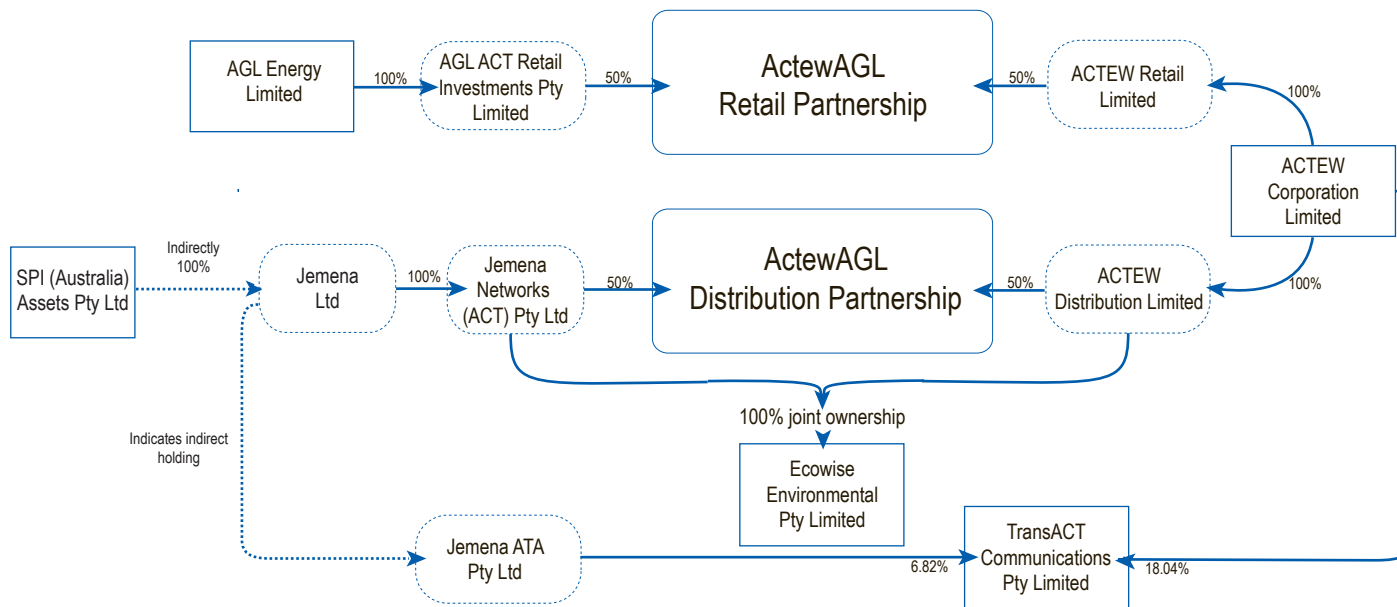 AGL Energy
Limited
100%
AGL ACT Retail
Investments Pty
Limited
50%
ActewAGL
Retail Partnership
50%
ACTEW Retail
Limited
100%
ACTEW
Corporation
Limited
SPI (Australia)
Assets Pty Ltd
Indirectly
100%
Jemena
Ltd
100%
Jemena
Networks
(ACT) Pty Ltd
50%
ActewAGL
Distribution Partnership
50%
ACTEW
Distribution Limited
100%
100% joint ownership
Indicates indirect
holding
Ecowise
Environmental
Pty Limited
Jemena ATA
Pty Ltd
6.82%
TransACT
Communications
Pty Limited
18.04%